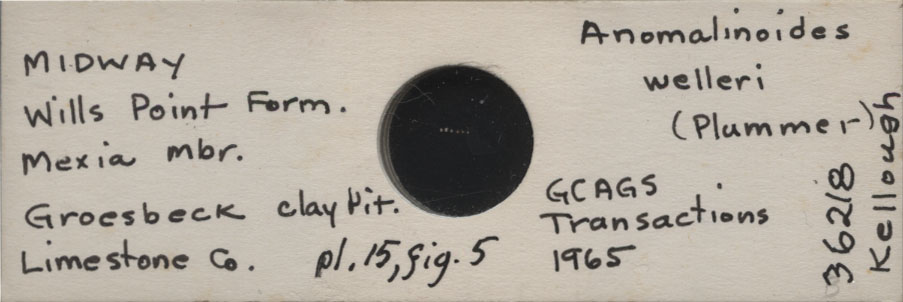 MIDWAY
Wills Point Form.
Mexia mbr.
Groesbeck clay Pit.
Limestone Co. pl. 15, fig. 5
Anomalinoides
welleri
(Plummer)
GCAGS
Transactions
1965
36218
Kellough